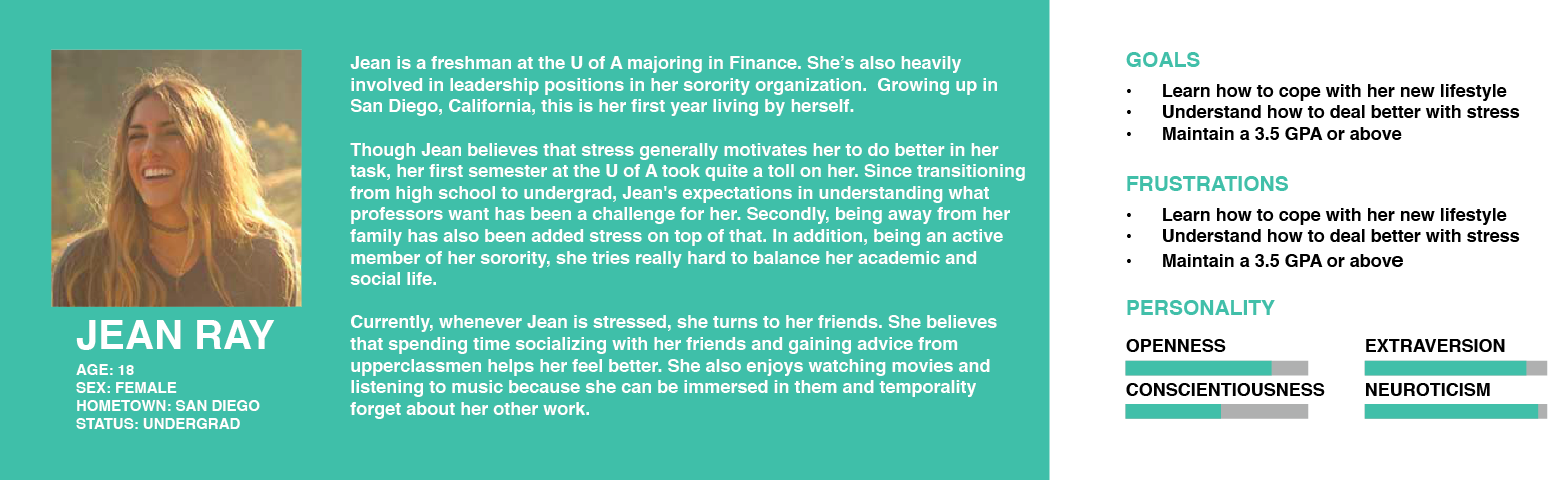 JEAN RAY
AGE: 18
SEX: FEMALE
HOMETOWN: SAN DIEGO
STATUS: UNDERGRAD
Jean is a freshman at the U of A majoring in Finance. She’s also heavily
involved in leadership positions in her sorority organization.  Growing up in
San Diego, California, this is her first year living by herself.
Though Jean believes that stress generally motivates her to do better in her
task, her first semester at the U of A took quite a toll on her. Since transitioning
from high school to undergrad, Jean's expectations in understanding what
professors want has been a challenge for her. Secondly, being away from her
family has also been added stress on top of that. In addition, being an active
member of her sorority, she tries really hard to balance her academic and
social life.
Currently, whenever Jean is stressed, she turns to her friends. She believes
that spending time socializing with her friends and gaining advice from
upperclassmen helps her feel better. She also enjoys watching movies and
listening to music because she can be immersed in them and temporality
forget about her other work.
GOALS
• Learn how to cope with her new lifestyle
• Understand how to deal better with stress
• Maintain a 3.5 GPA or above
FRUSTRATIONS
• Learn how to cope with her new lifestyle
• Understand how to deal better with stress
• Maintain a 3.5 GPA or above
PERSONALITY
OPENNESS
EXTRAVERSION
CONSCIENTIOUSNESS
NEUROTICISM